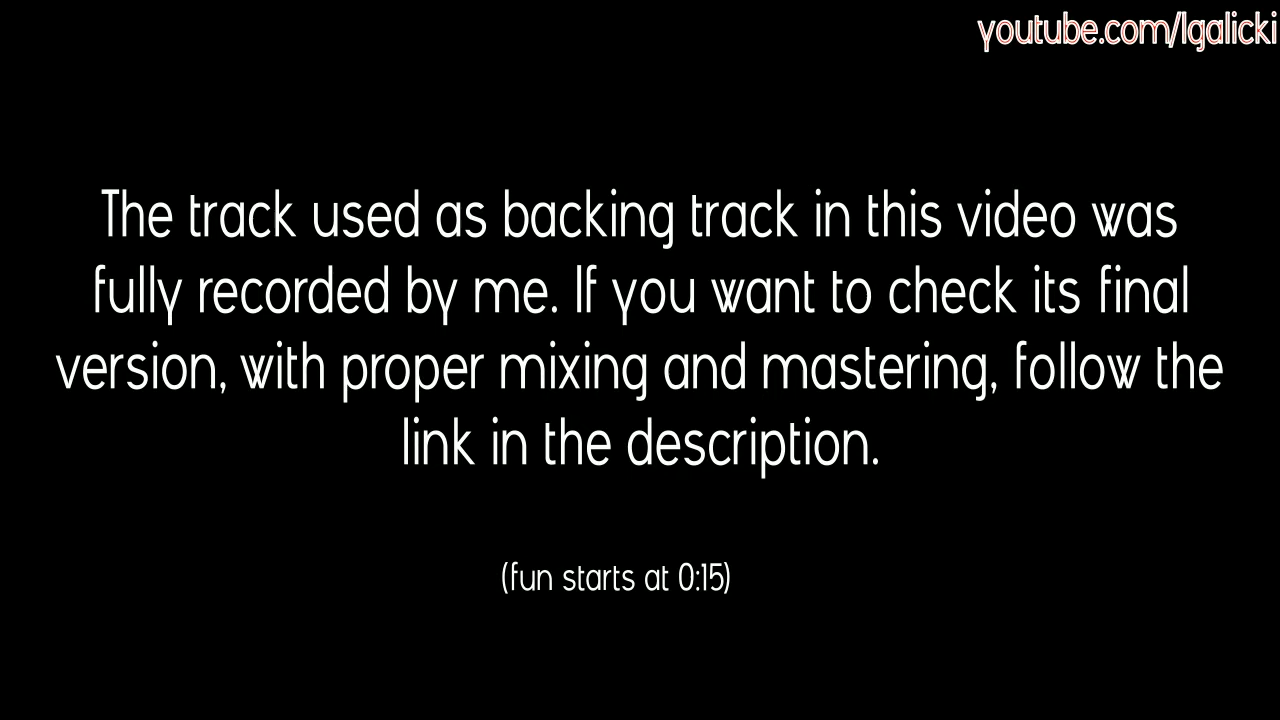 youtube.com/lgalicki
The track used as backing track in this video was
fully recorded by me. If you want to check its final
version, with proper mixing and mastering, follow the
link in the description.
(fun starts at 0:15)